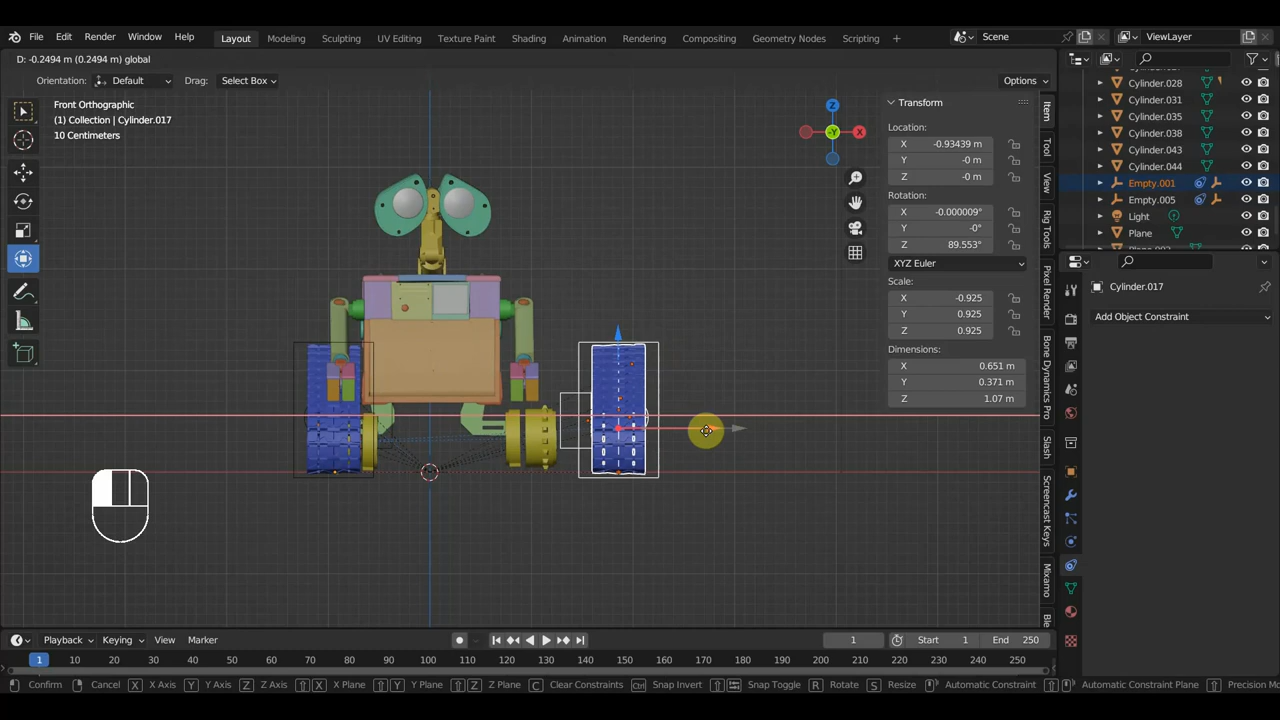 File Edit Render Window Help Layout Modeling Sculpting UV Editing Texture Paint Shading Animation Rendering Compositing Geometry Nodes Scripting + Scene ViewLayer
D: -0.2494 m (0.2494 m) global
Orientation: Default Drag: Select Box Options
Front Orthographic
(1) Collection | Cylinder.017
10 Centimeters
Z
X
-Y
Transform
Location:
X -0.93439 m
Y -0 m
Z -0 m
Rotation:
X -0.000009°
Y -0°
Z 89.553°
XYZ Euler
Scale:
X -0.925
Y 0.925
Z 0.925
Dimensions:
X 0.651 m
Y 0.371 m
Z 1.07 m
Item
Tool
View
Rig Tools
Pixel Render
Bone Dynamics Pro
Slash
Screencast Keys
Mixamo
Cylinder.028
Cylinder.031
Cylinder.035
Cylinder.038
Cylinder.043
Cylinder.044
Empty.001
Empty.005
Light
Plane
Cylinder.017
Add Object Constraint
Playback Keying View Marker 1 Start 1 End 250
1 10 20 30 40 50 60 70 80 90 100 110 120 130 140 150 160 170 180 190 200 210 220 230 240 250
Confirm Cancel X X Axis Y Y Axis Z Z Axis X X Plane Y Y Plane Z Z Plane C Clear Constraints Ctrl Snap Invert Snap Toggle R Rotate S Resize Automatic Constraint Automatic Constraint Plane Precision Mo